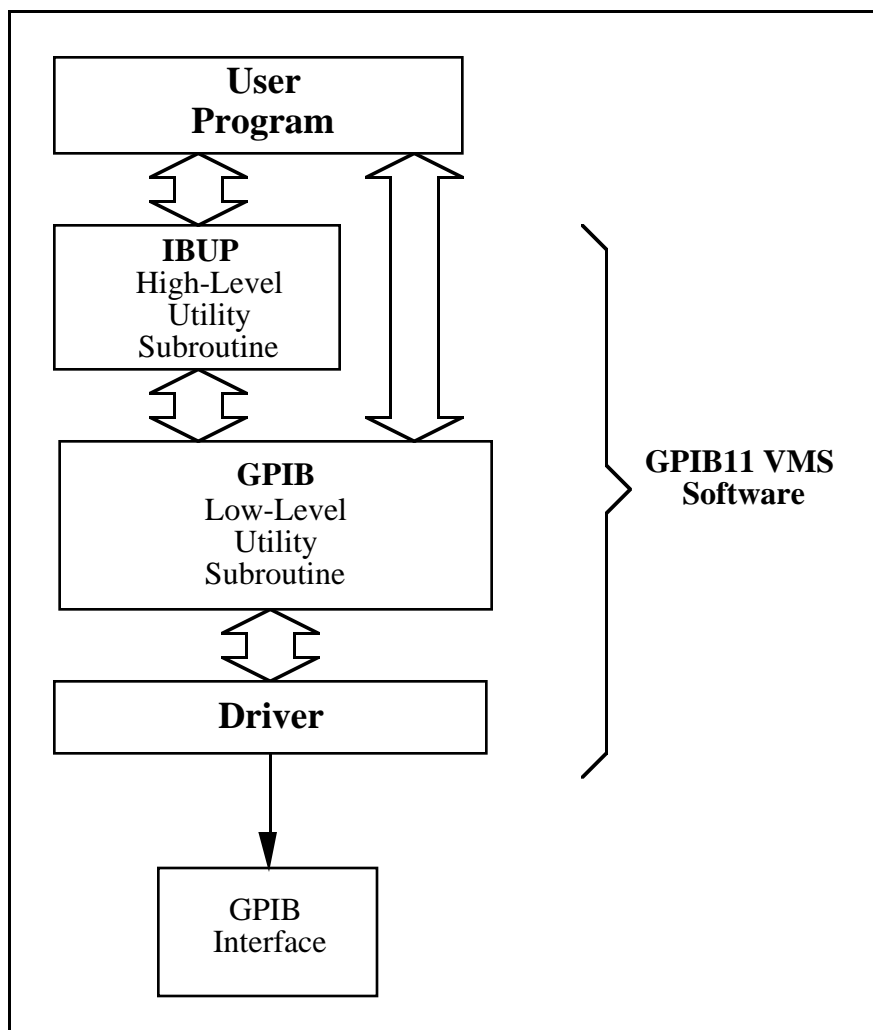 User
Program
IBUP
High-Level
Utility
Subroutine
GPIB
Low-Level
Utility
Subroutine
GPIB11 VMS
Software
Driver
GPIB
Interface